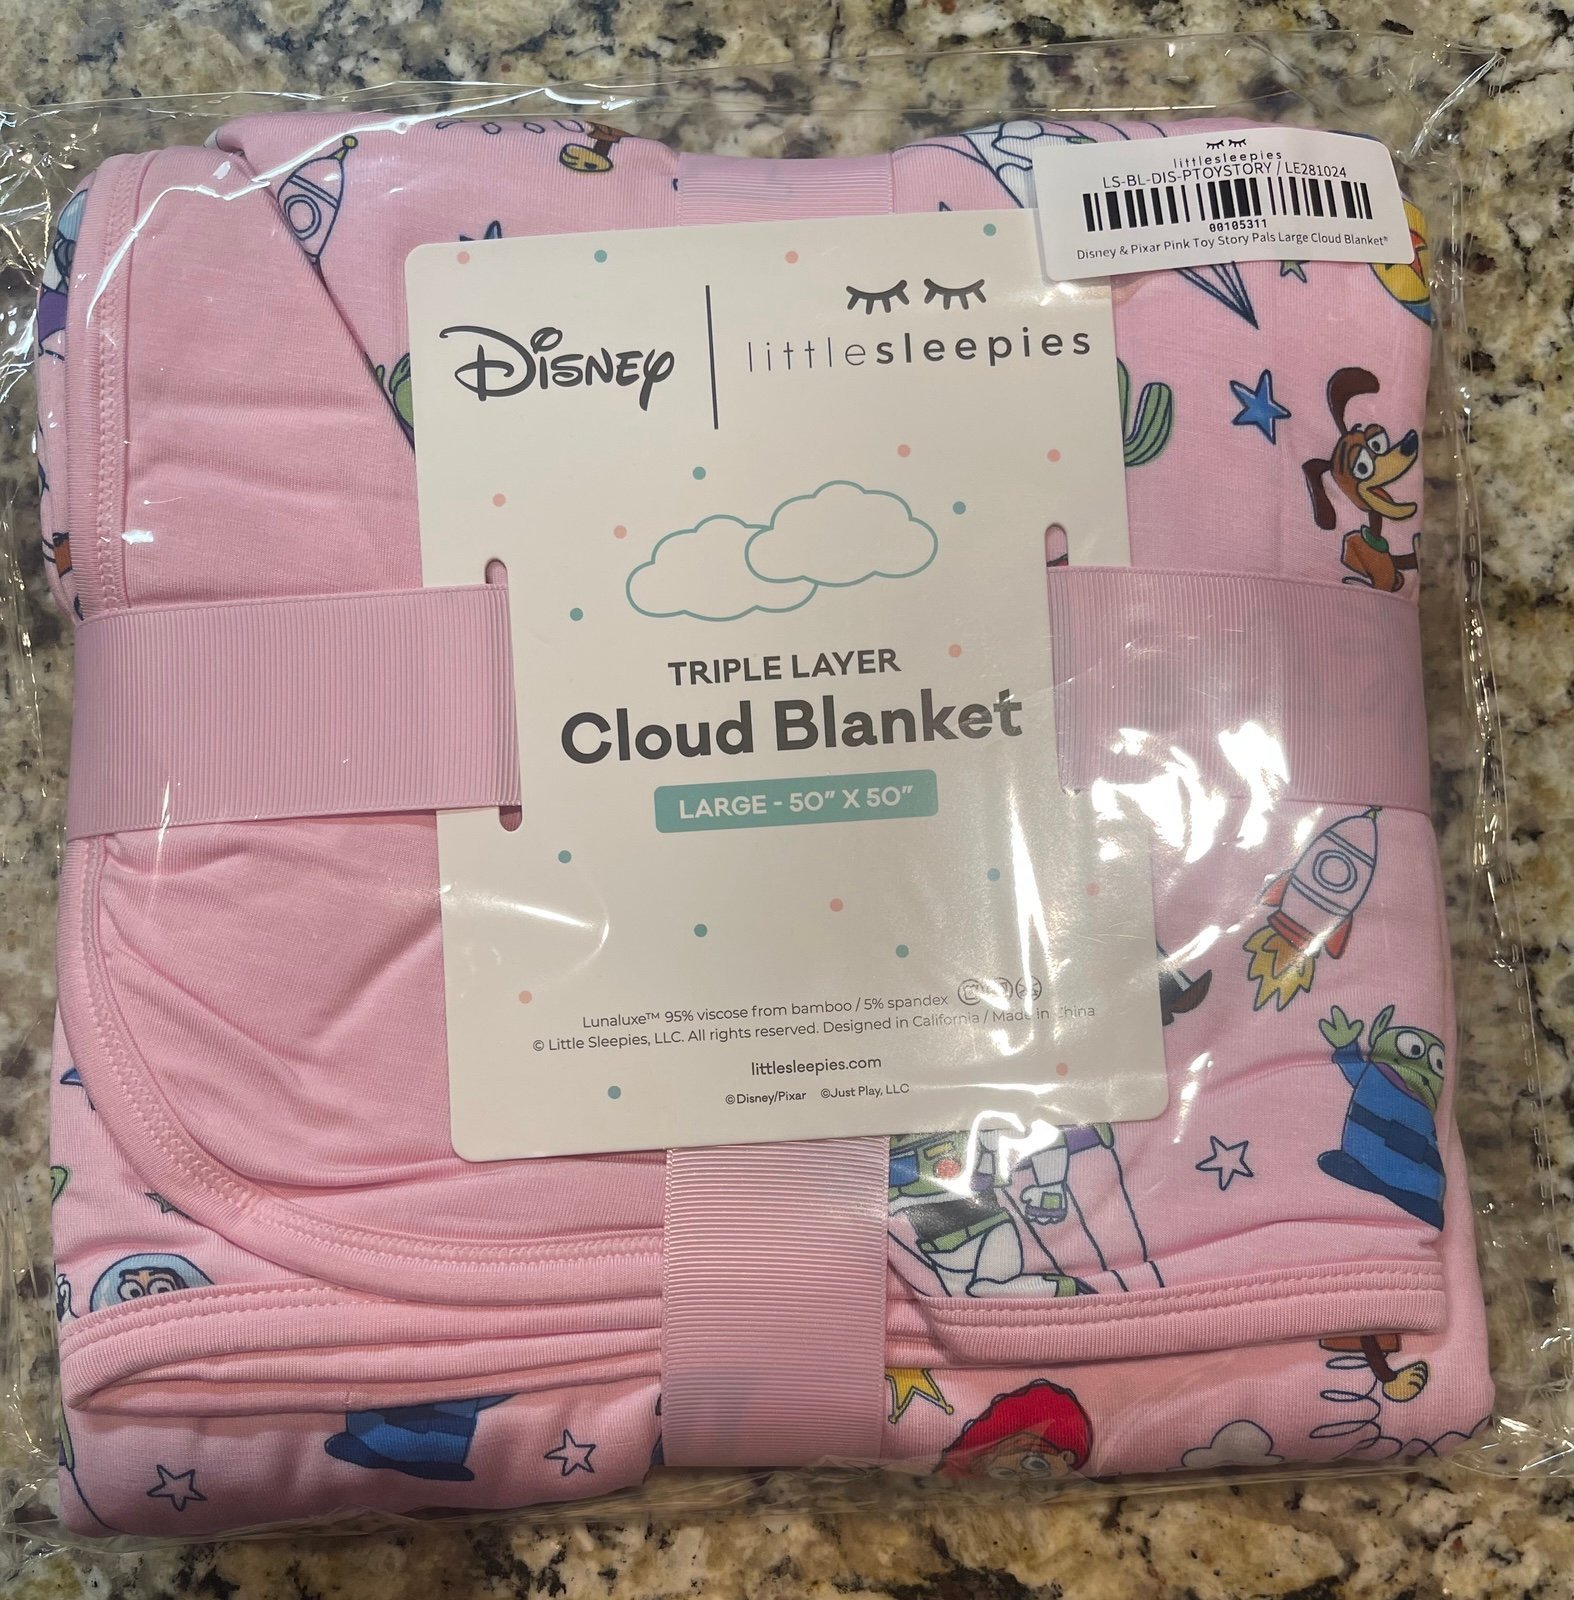 littlesleepies
LS-BL-DIS-PTOYSTORY / LE281024
00105311
Disney & Pixar Pink Toy Story Pals Large Cloud Blanket®
Disney
littlesleepies
TRIPLE LAYER
Cloud Blanket
LARGE - 50" X 50"
Lunaluxe™ 95% viscose from bamboo / 5% spandex
© Little Sleepies, LLC. All rights reserved. Designed in California / Made in China
littlesleepies.com
©Disney/Pixar ©Just Play, LLC